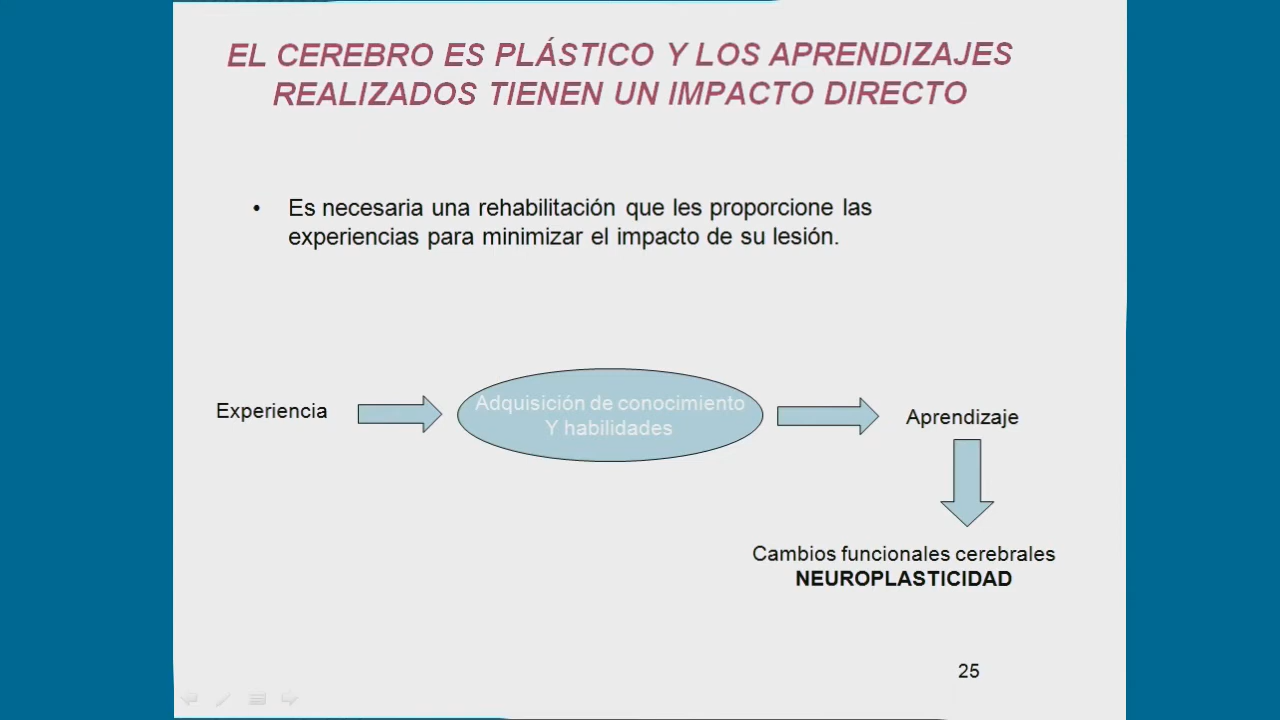 EL CEREBRO ES PLÁSTICO Y LOS APRENDIZAJES
REALIZADOS TIENEN UN IMPACTO DIRECTO
• Es necesaria una rehabilitación que les proporcione las
experiencias para minimizar el impacto de su lesión.
Experiencia
Adquisición de conocimiento
Y habilidades
Aprendizaje
Cambios funcionales cerebrales
NEUROPLASTICIDAD
25